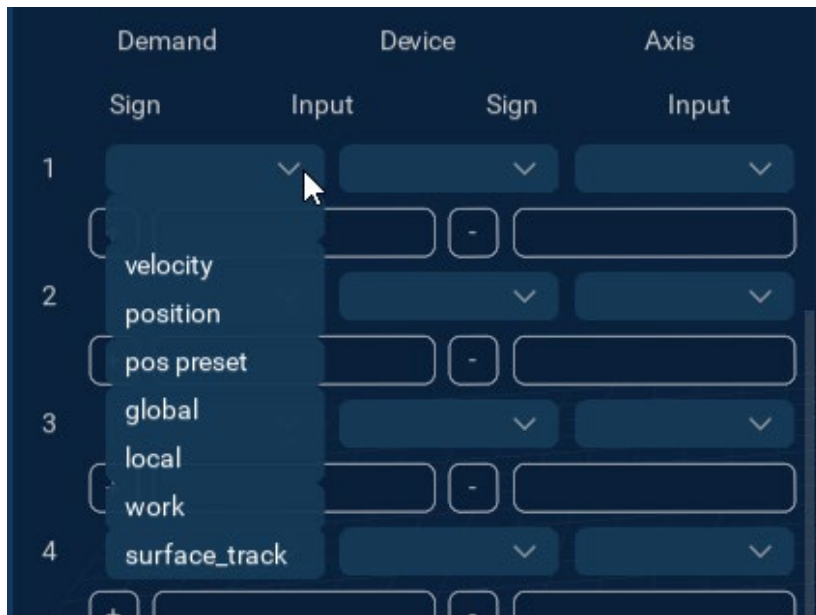 Demand Device Axis
Sign Input Sign Input
1
-
velocity
2
position
pos preset -
global
3
local
work -
4
surface_track
+ -